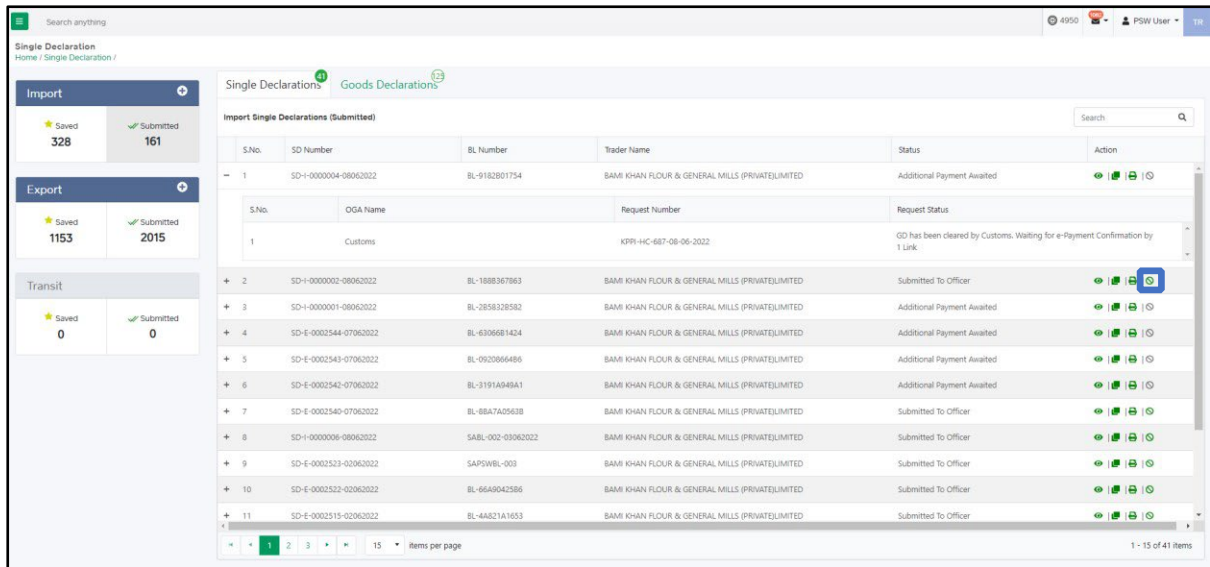 Search anything
4950
PSW User
TR
Single Declaration
Home / Single Declaration /
Import
Saved
328
Submitted
161
Export
Saved
1153
Submitted
2015
Transit
Saved
0
Submitted
0
Single Declarations 41 Goods Declarations 125
Import Single Declarations (Submitted)
Search
S.No. SD Number BL Number Trader Name Status Action
1 SD-I-0000004-08062022 BL-9182B01754 BAMI KHAN FLOUR & GENERAL MILLS (PRIVATE)LIMITED Additional Payment Awaited
S.No. OGA Name Request Number Request Status
1 Customs KPPI-HC-687-08-06-2022 GD has been cleared by Customs. Waiting for e-Payment Confirmation by
1 Link.
2 SD-I-0000002-08062022 BL-188B367863 BAMI KHAN FLOUR & GENERAL MILLS (PRIVATE)LIMITED Submitted To Officer
3 SD-I-0000001-08062022 BL-2B5832B582 BAMI KHAN FLOUR & GENERAL MILLS (PRIVATE)LIMITED Additional Payment Awaited
4 SD-E-0002544-07062022 BL-6306681424 BAMI KHAN FLOUR & GENERAL MILLS (PRIVATE)LIMITED Additional Payment Awaited
5 SD-E-0002543-07062022 BL-0920866486 BAMI KHAN FLOUR & GENERAL MILLS (PRIVATE)LIMITED Additional Payment Awaited
6 SD-E-0002542-07062022 BL-3191A949A1 BAMI KHAN FLOUR & GENERAL MILLS (PRIVATE)LIMITED Additional Payment Awaited
7 SD-E-0002540-07062022 BL-8BA7A0563B BAMI KHAN FLOUR & GENERAL MILLS (PRIVATE)LIMITED Submitted To Officer
8 SD-I-0000006-08062022 SABL-002-03062022 BAMI KHAN FLOUR & GENERAL MILLS (PRIVATE)LIMITED Submitted To Officer
9 SD-E-0002523-02062022 SAPSWBL-003 BAMI KHAN FLOUR & GENERAL MILLS (PRIVATE)LIMITED Submitted To Officer
10 SD-E-0002522-02062022 BL-66A9042586 BAMI KHAN FLOUR & GENERAL MILLS (PRIVATE)LIMITED Submitted To Officer
11 SD-E-0002515-02062022 BL-4A821A1653 BAMI KHAN FLOUR & GENERAL MILLS (PRIVATE)LIMITED Submitted To Officer
1 2 3 15 items per page 1 - 15 of 41 items